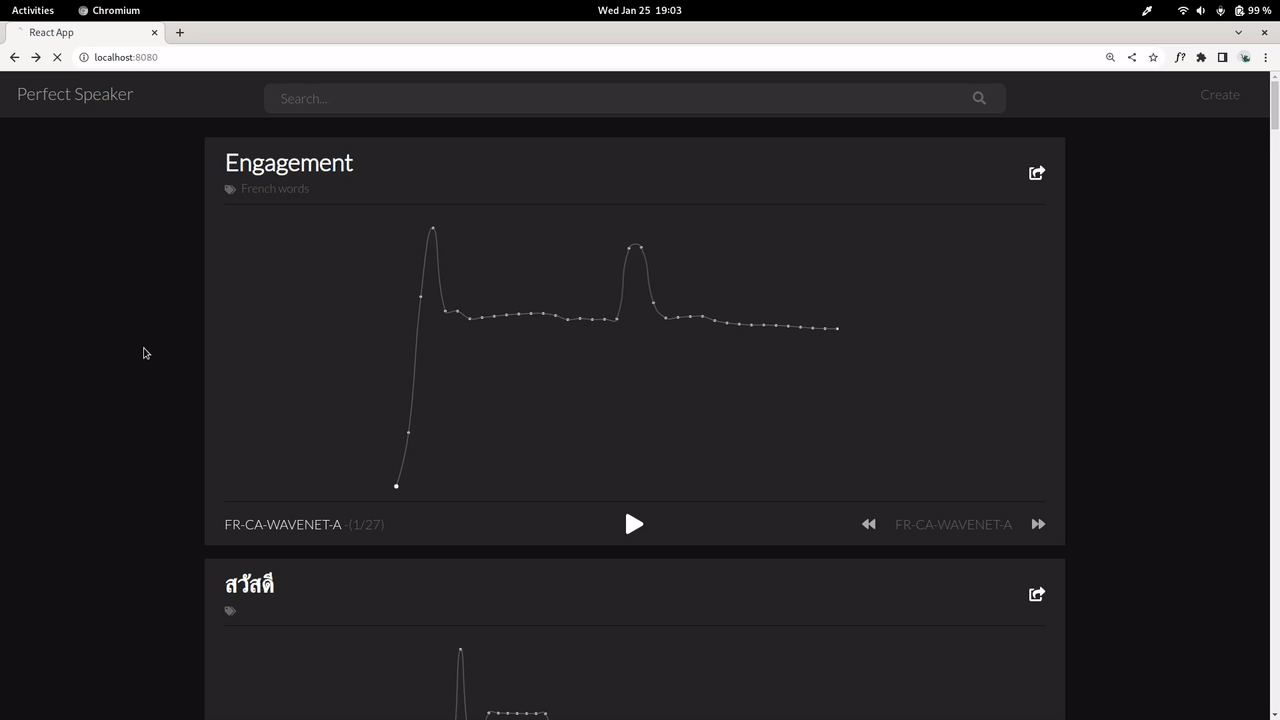 Activities Chromium Wed Jan 25 19:03 99 %
React App
localhost:8080
Perfect Speaker Search... Create
Engagement
French words
FR-CA-WAVENET-A -(1/27) FR-CA-WAVENET-A
สวัสดี